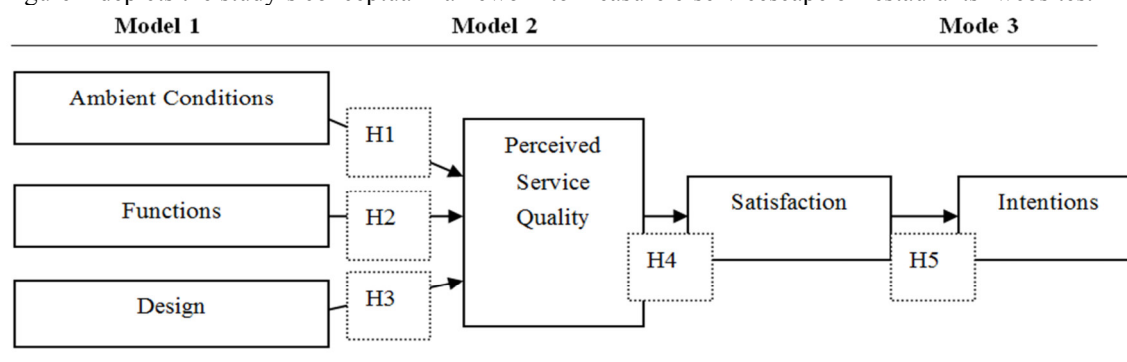 Model 1 Model 2 Mode 3
Ambient Conditions
H1
Perceived
Service
Quality
Functions
H2
Satisfaction
Intentions
H4
H5
Design
H3